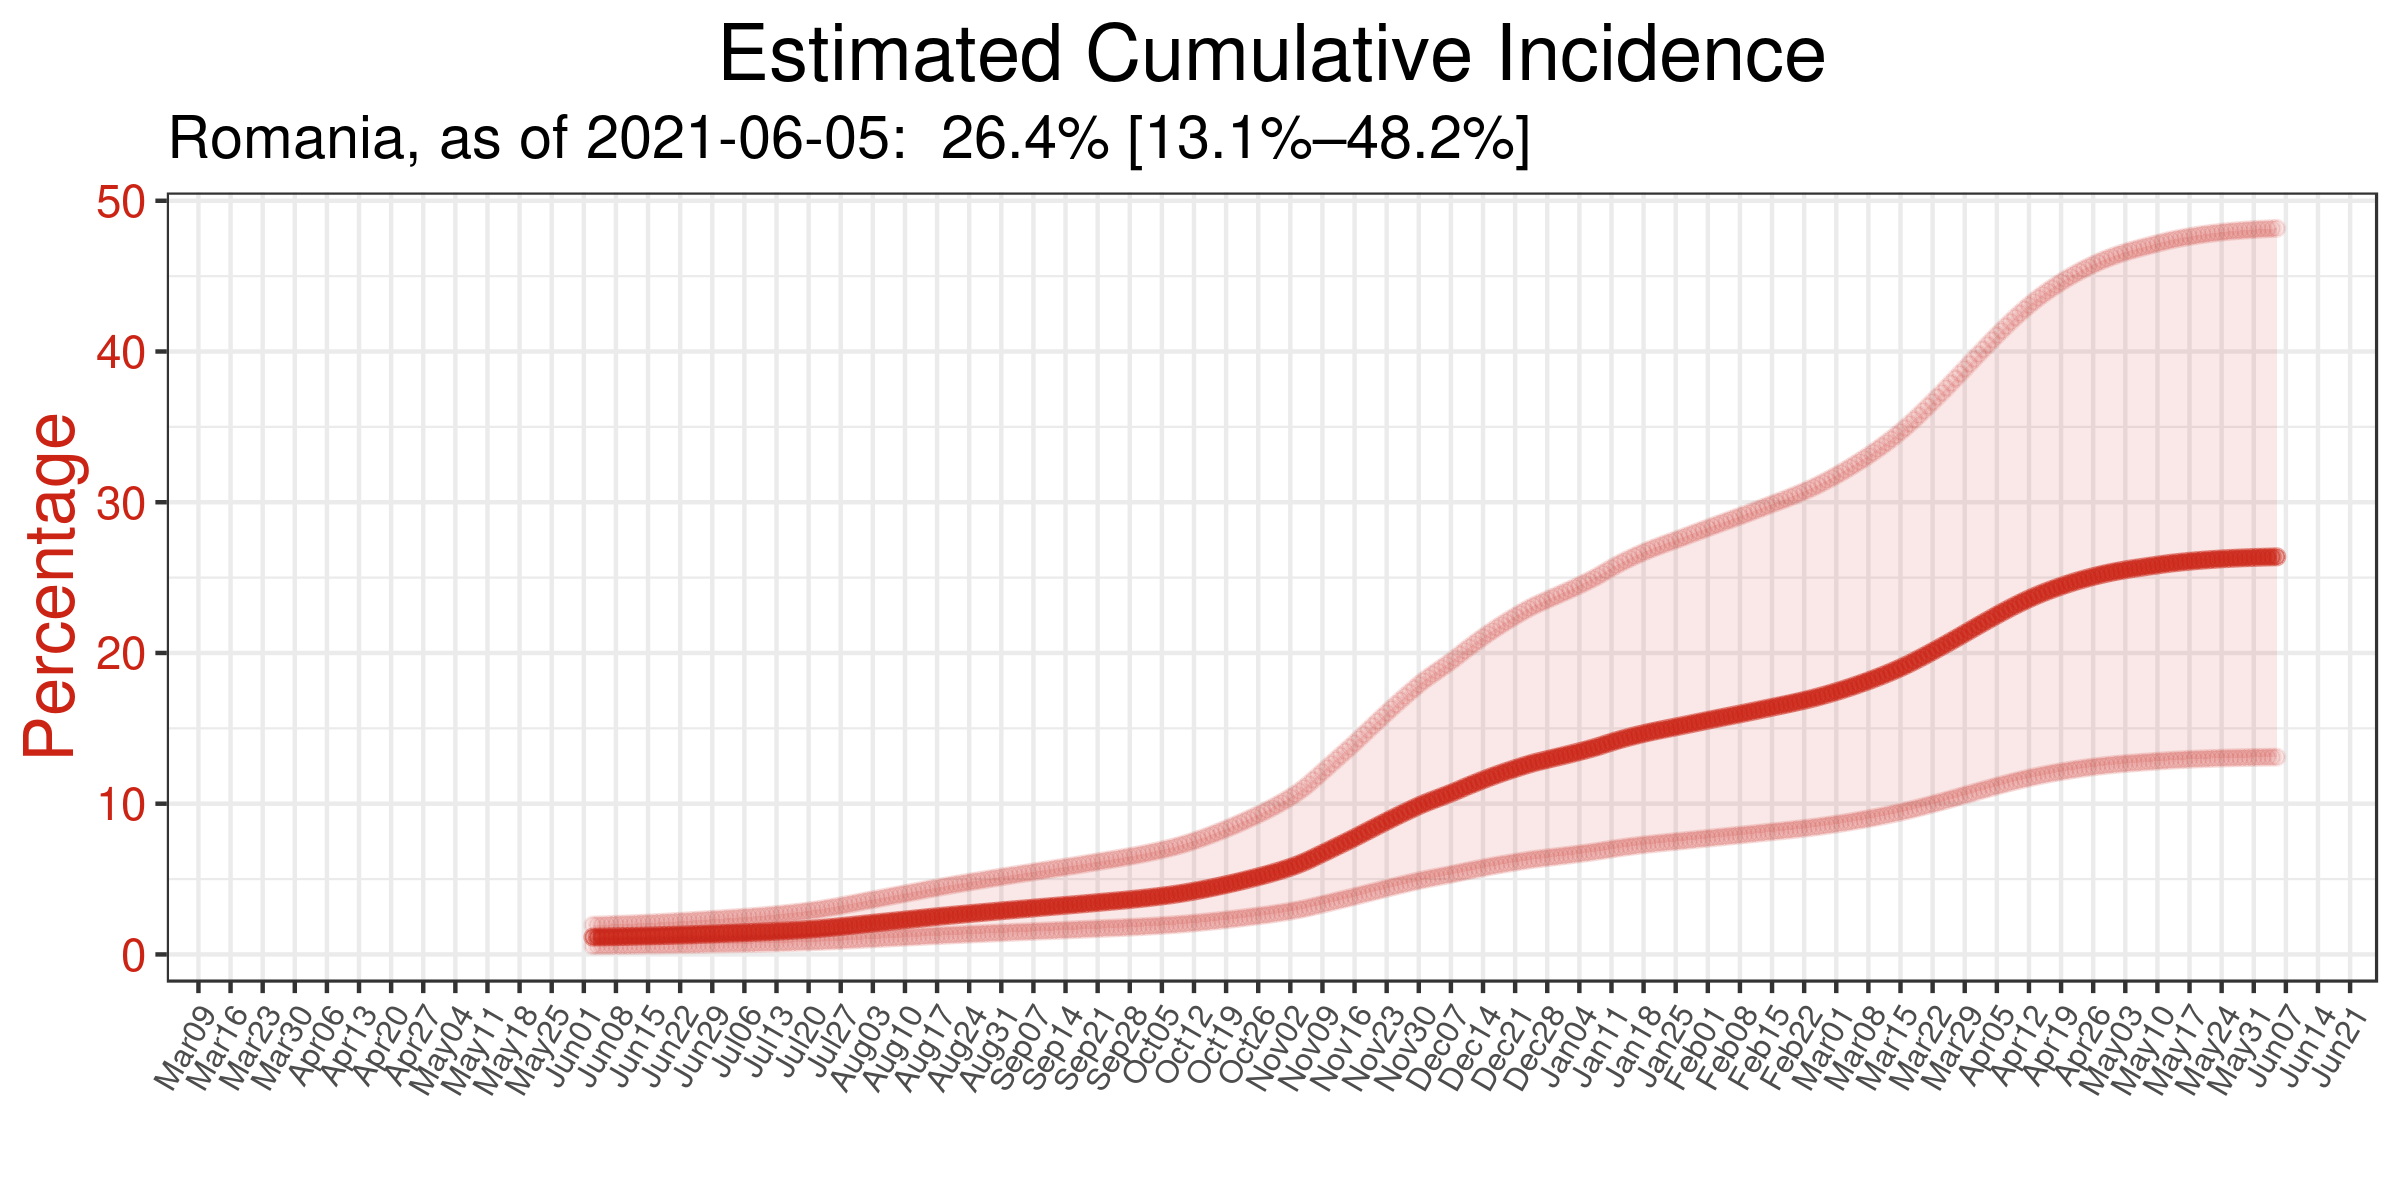 Estimated Cumulative Incidence
Romania, as of 2021-06-05:  26.4% [13.1%–48.2%]
Percentage
50
40
30
20
10
0
Mar09
Mar16
Mar23
Mar30
Apr06
Apr13
Apr20
Apr27
May04
May11
May18
May25
Jun01
Jun08
Jun15
Jun22
Jun29
Jul06
Jul13
Jul20
Jul27
Aug03
Aug10
Aug17
Aug24
Aug31
Sep07
Sep14
Sep21
Sep28
Oct05
Oct12
Oct19
Oct26
Nov02
Nov09
Nov16
Nov23
Nov30
Dec07
Dec14
Dec21
Dec28
Jan04
Jan11
Jan18
Jan25
Feb01
Feb08
Feb15
Feb22
Mar01
Mar08
Mar15
Mar22
Mar29
Apr05
Apr12
Apr19
Apr26
May03
May10
May17
May24
May31
Jun07
Jun14
Jun21